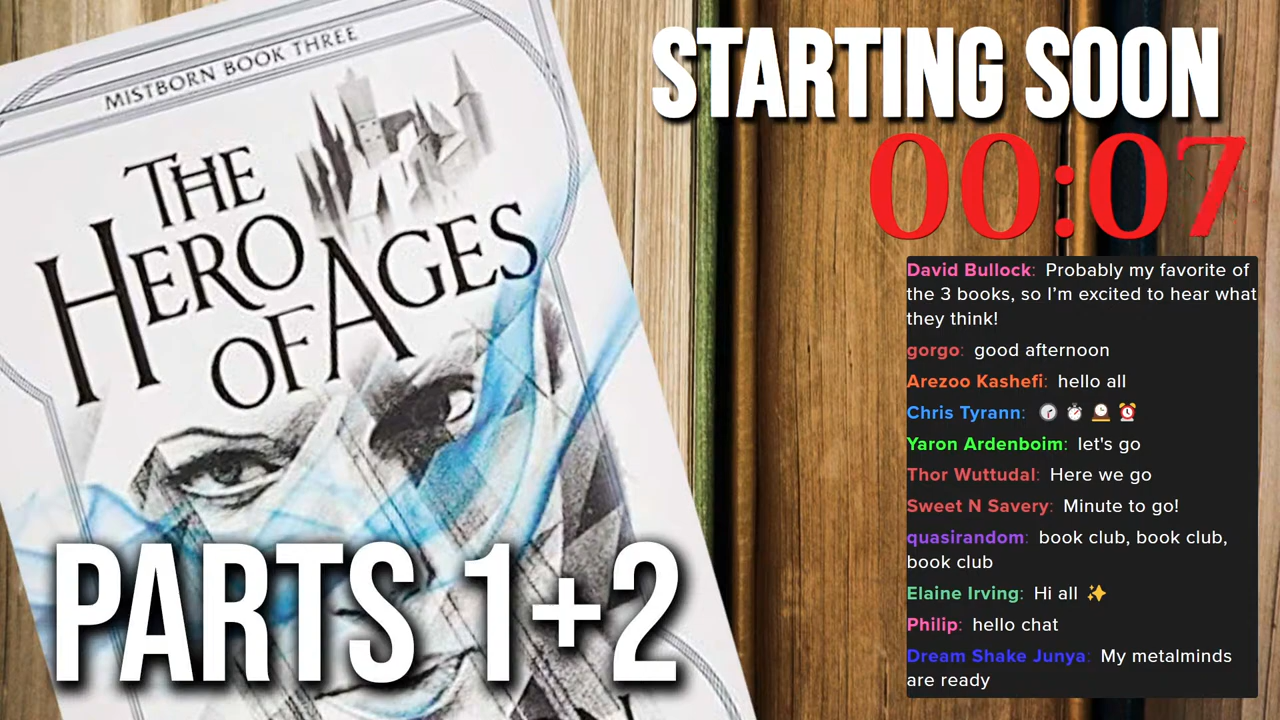 MISTBORN BOOK THREE
THE
HERO
OF AGES
PARTS 1+2
STARTING SOON
00:07
David Bullock: Probably my favorite of
the 3 books, so I'm excited to hear what
they think!
gorgo: good afternoon
Arezoo Kashefi: hello all
Chris Tyrann: 🕝 ⏱ 🕰 ⏰
Yaron Ardenboim: let's go
Thor Wuttudal: Here we go
Sweet N Savery: Minute to go!
quasirandom: book club, book club,
book club
Elaine Irving: Hi all ✨
Philip: hello chat
Dream Shake Junya: My metalminds
are ready